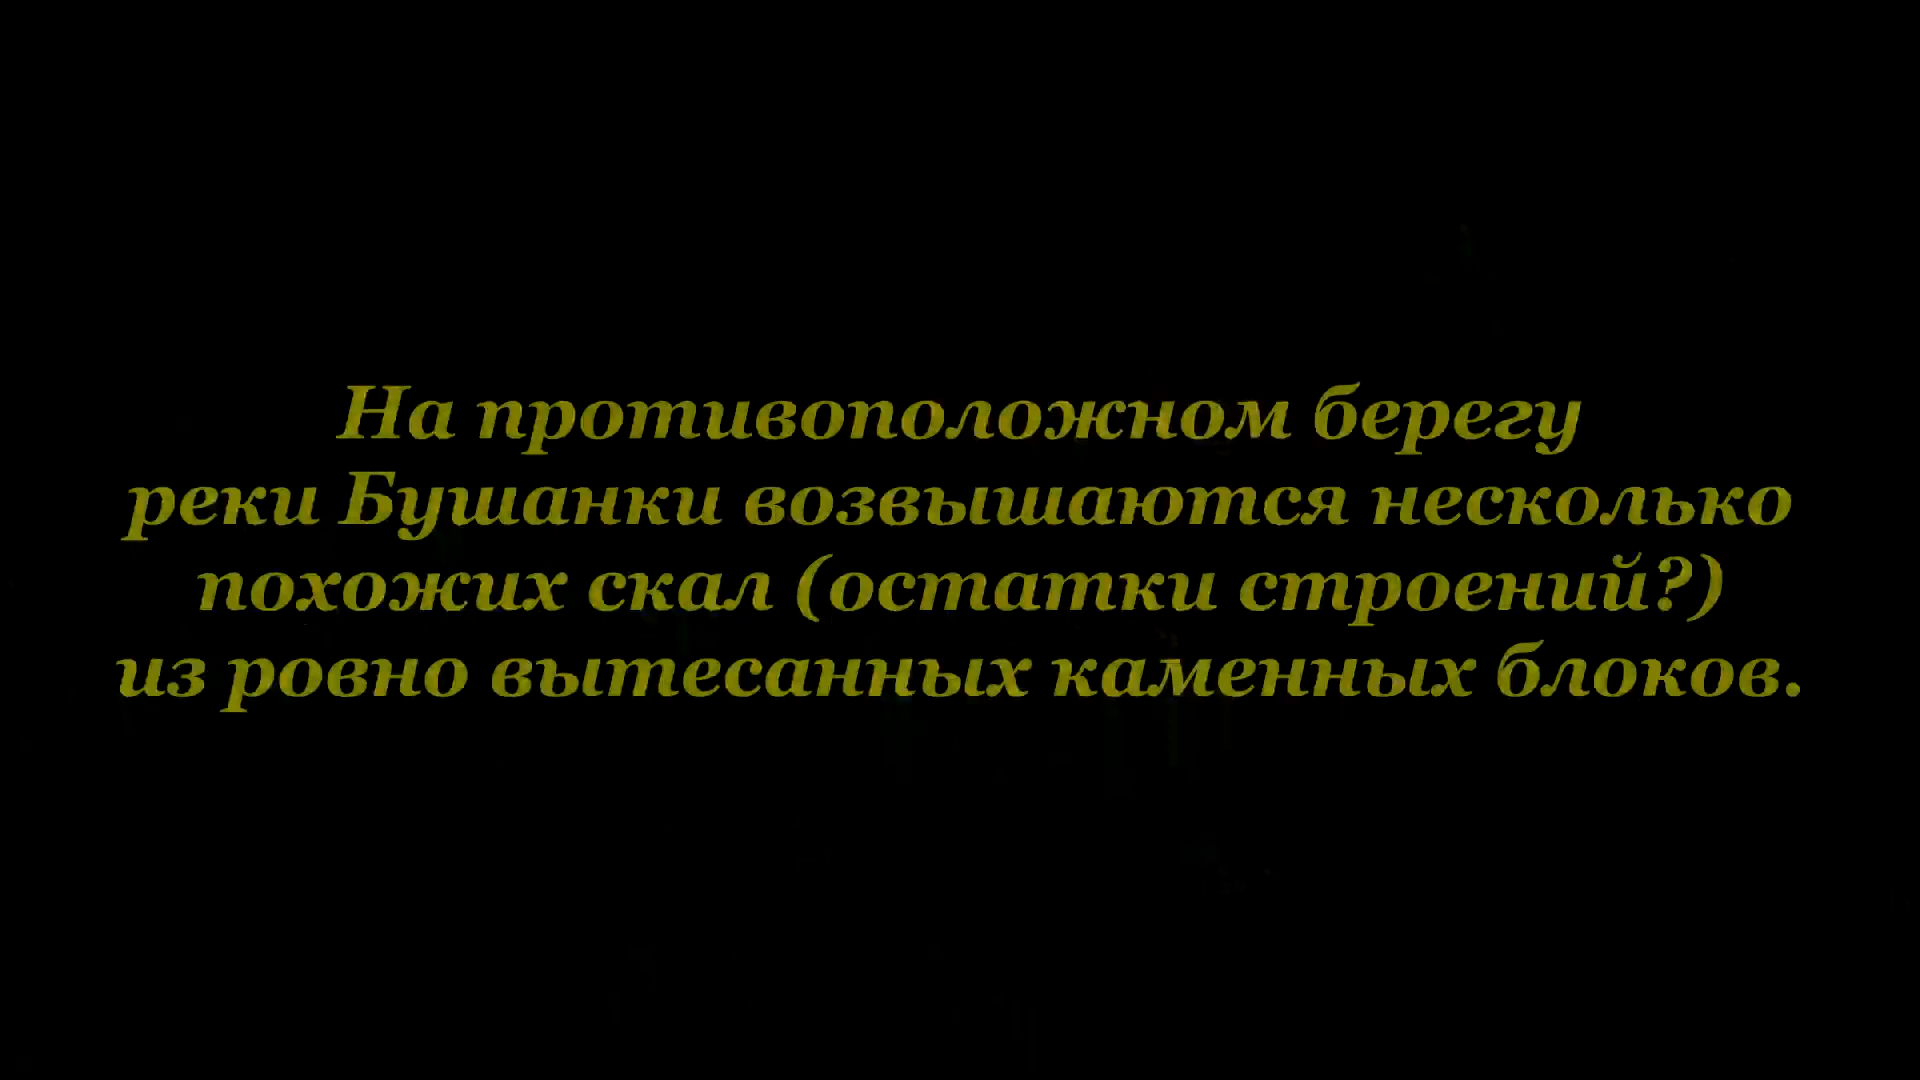 На противоположном берегу
реки Бушанки возвышаются несколько
похожих скал (остатки строений?)
из ровно вытесанных каменных блоков.